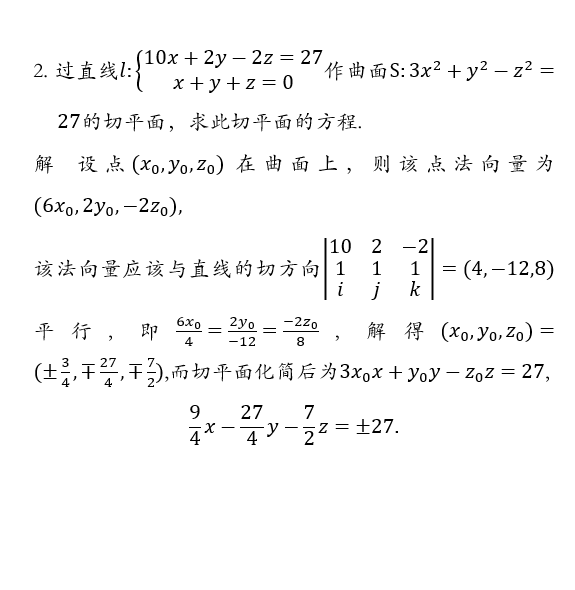 2. 过直线l:{10x + 2y − 2z = 27
x + y + z = 0 作曲面S: 3x² + y² − z² =
27的切平面，求此切平面的方程.
解 设点(x₀, y₀, z₀)在曲面上，则该点法向量为
(6x₀, 2y₀, −2z₀),
该法向量应该与直线的切方向|10 2 −2|
|1 1 1|
|i j k| = (4, −12,8)
平行，即 6x₀/4 = 2y₀/−12 = −2z₀/8 ，解得(x₀, y₀, z₀) =
(±3/4, ∓27/4, ∓7/2),而切平面化简后为3x₀x + y₀y − z₀z = 27,
9/4x − 27/4y − 7/2z = ±27.